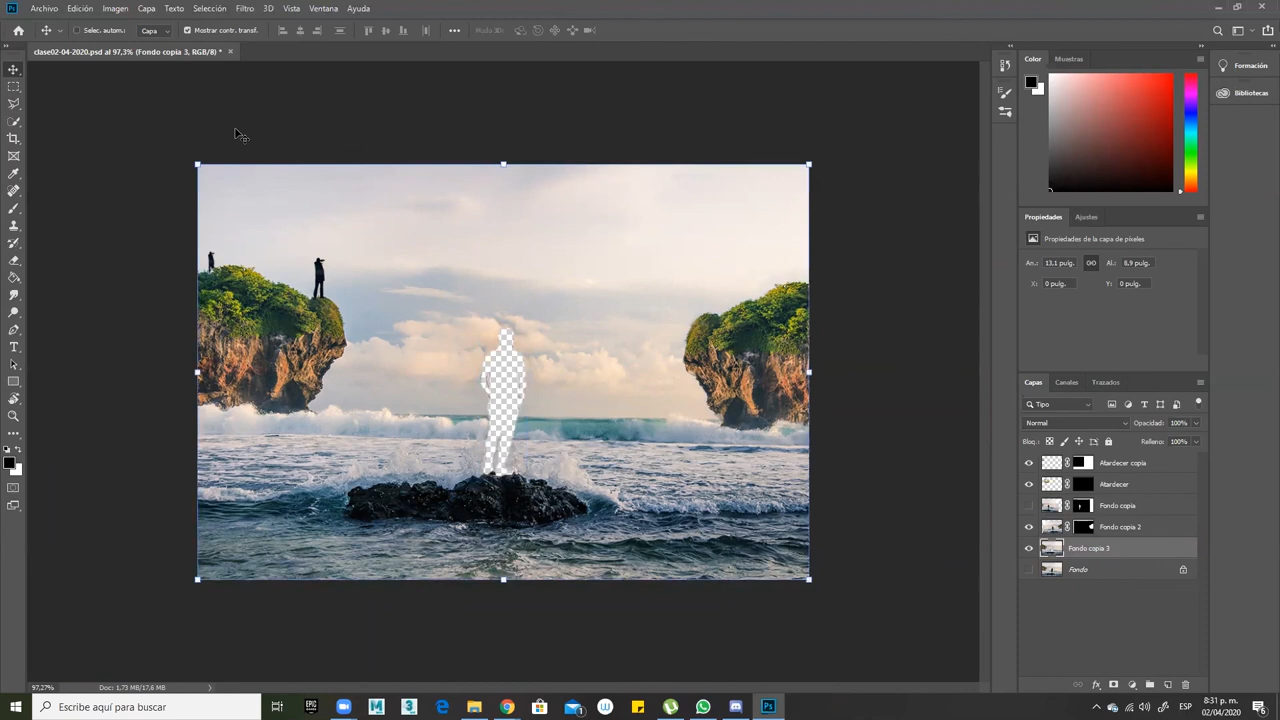 Archivo Edición Imagen Capa Texto Selección Filtro 3D Vista Ventana Ayuda
Selec. autom.: Capa Mostrar contr. transf. Modo 3D:
clase02-04-2020.psd al 97,3% (Fondo copia 3, RGB/8) *
Color Muestras
Formación
Bibliotecas
Propiedades Ajustes
Propiedades de la capa de píxeles
An.: 13,1 pulg. Al.: 8,9 pulg.
X: 0 pulg. Y: 0 pulg.
Capas Canales Trazados
Tipo
Normal Opacidad: 100%
Bloq.: Relleno: 100%
Atardecer copia
Atardecer
Fondo copia
Fondo copia 2
Fondo copia 3
Fondo
97,27% Doc: 1,73 MB/17,6 MB
Escribe aquí para buscar
ESP
8:31 p. m.
02/04/2020